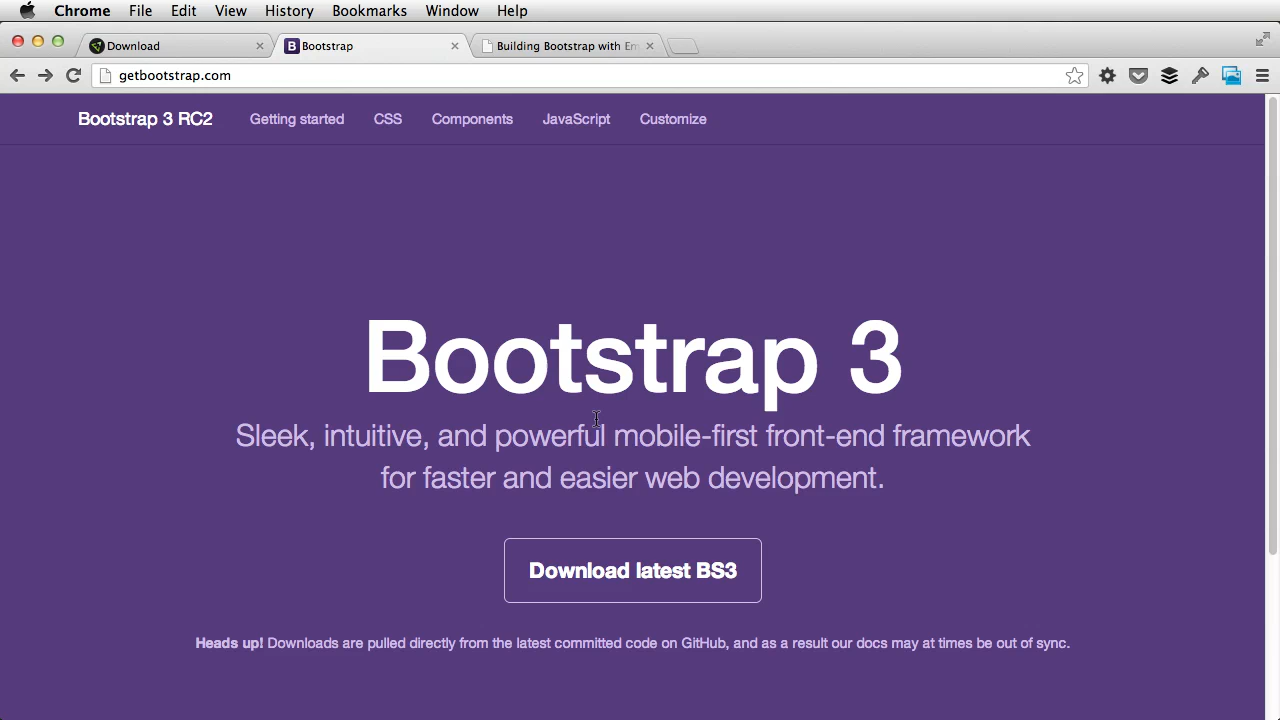 Chrome File Edit View History Bookmarks Window Help
Download
B Bootstrap
Building Bootstrap with Em
getbootstrap.com
Bootstrap 3 RC2 Getting started CSS Components JavaScript Customize
Bootstrap 3
Sleek, intuitive, and powerful mobile-first front-end framework
for faster and easier web development.
Download latest BS3
Heads up! Downloads are pulled directly from the latest committed code on GitHub, and as a result our docs may at times be out of sync.